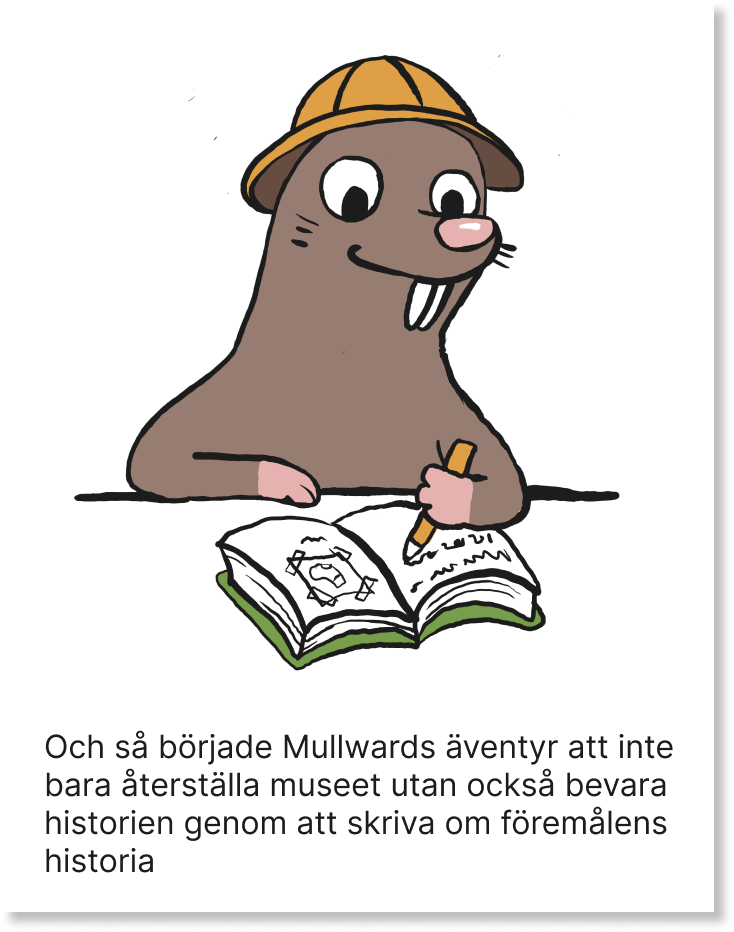 Och så började Mullwards äventyr att inte
bara återställa museet utan också bevara
historien genom att skriva om föremålens
historia